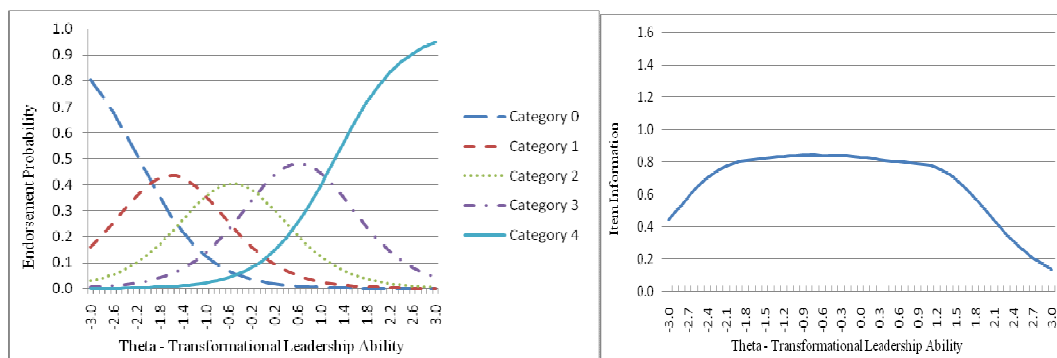 1.0
0.9
0.8
0.7
0.6
0.5
0.4
0.3
0.2
0.1
0.0
Endorsement Probability
-3.0 -2.6 -2.2 -1.8 -1.4 -1.0 -0.6 -0.2 0.2 0.6 1.0 1.4 1.8 2.2 2.6 3.0
Theta - Transformational Leadership Ability
Category 0
Category 1
Category 2
Category 3
Category 4
1.6
1.4
1.2
1.0
0.8
0.6
0.4
0.2
0.0
Item Information
-3.0 -2.7 -2.4 -2.1 -1.8 -1.5 -1.2 -0.9 -0.6 -0.3 0.0 0.3 0.6 0.9 1.2 1.5 1.8 2.1 2.4 2.7 3.0
Theta - Transformational Leadership Ability